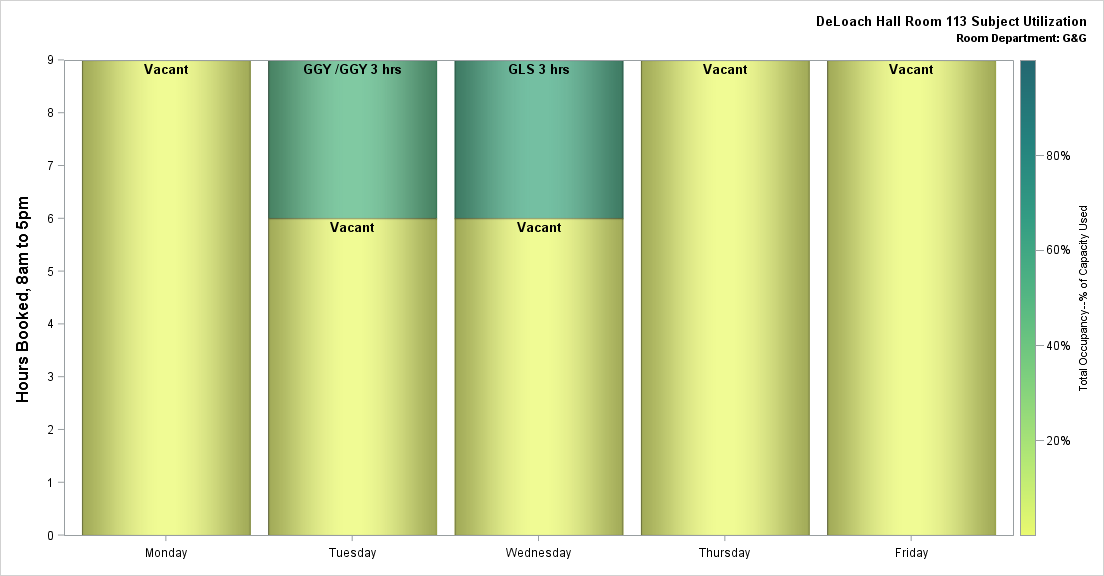 DeLoach Hall Room 113 Subject Utilization
Room Department: G&G
Hours Booked, 8am to 5pm
9
8
7
6
5
4
3
2
1
0
Vacant
GGY /GGY 3 hrs
GLS 3 hrs
Vacant
Vacant
Vacant
Vacant
Monday
Tuesday
Wednesday
Thursday
Friday
80%
60%
40%
20%
Total Occupancy--% of Capacity Used